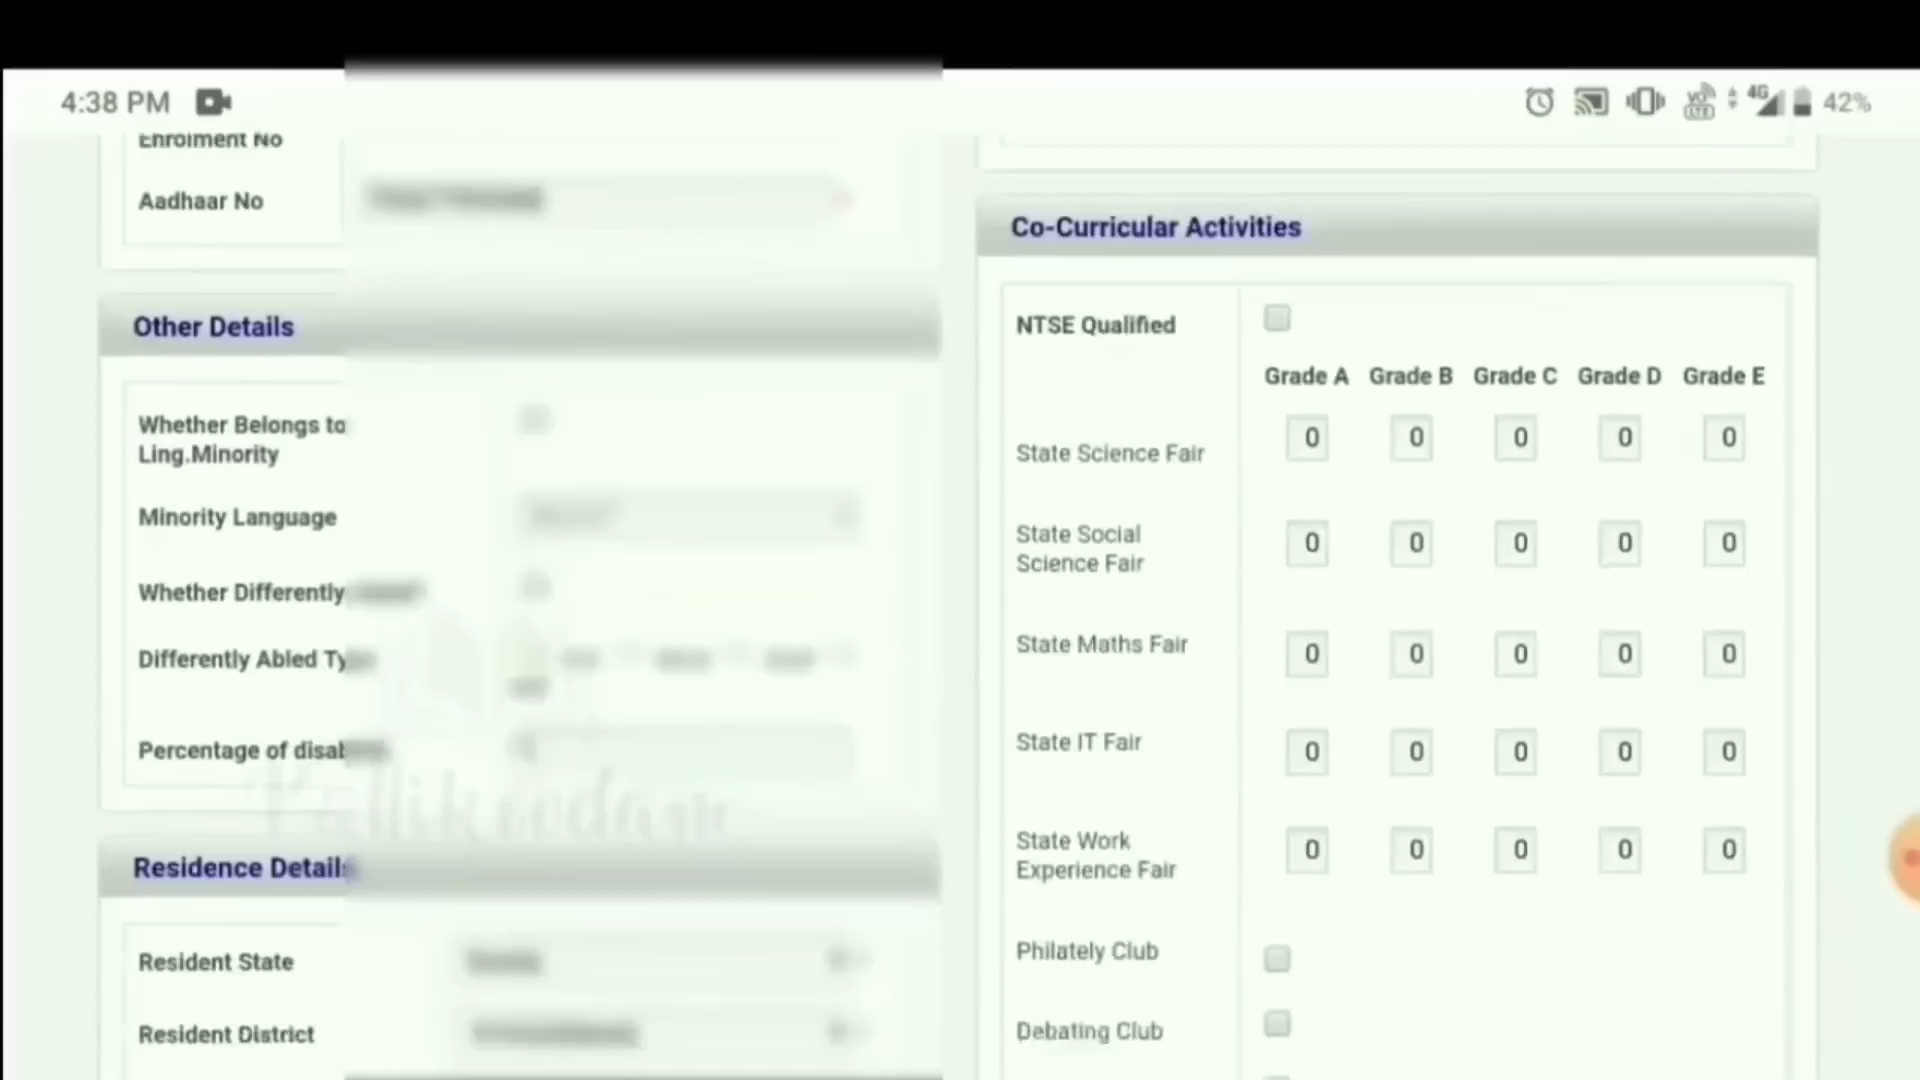 4:38 PM
4G 42%
VO LTE
Enrolment No
Aadhaar No
Other Details
Whether Belongs to
Ling.Minority
Minority Language
Whether Differently
Differently Abled
Percentage of
Residence Details
Resident State
Resident District
Co-Curricular Activities
NTSE Qualified
Grade A Grade B Grade C Grade D Grade E
State Science Fair 0 0 0 0 0
State Social
Science Fair 0 0 0 0 0
State Maths Fair 0 0 0 0 0
State IT Fair 0 0 0 0 0
State Work
Experience Fair 0 0 0 0 0
Philately Club
Debating Club
Pallikoodam